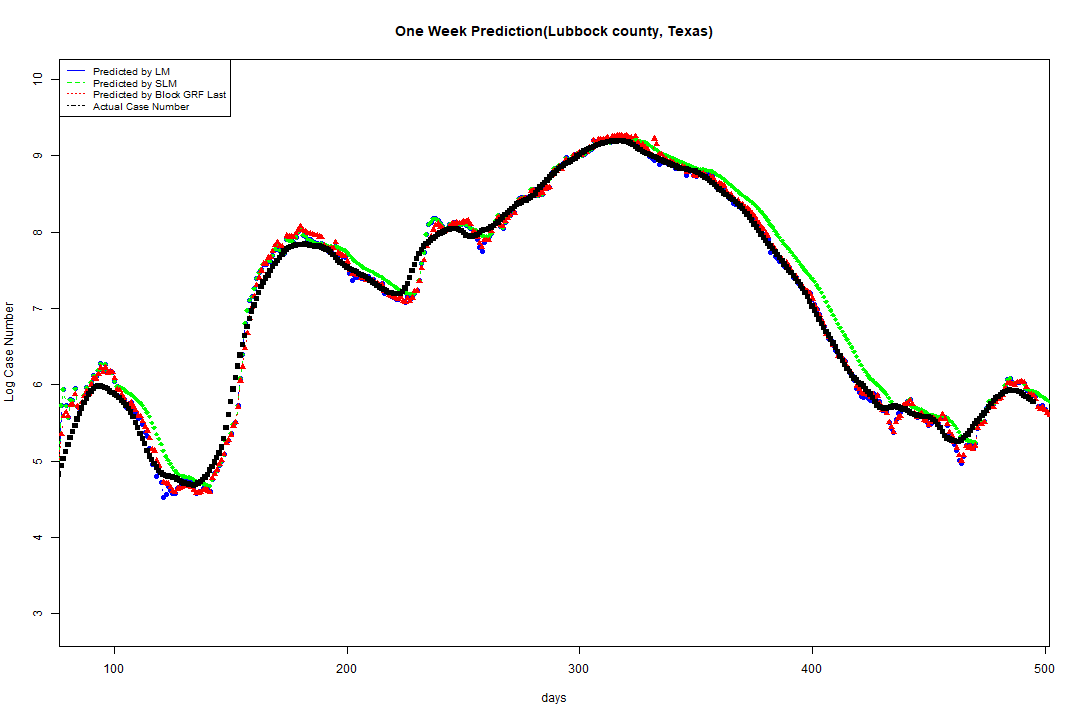 One Week Prediction(Lubbock county, Texas)
Predicted by LM
Predicted by SLM
Predicted by Block GRF Last
Actual Case Number
Log Case Number
10
9
8
7
6
5
4
3
100 200 300 400 500
days